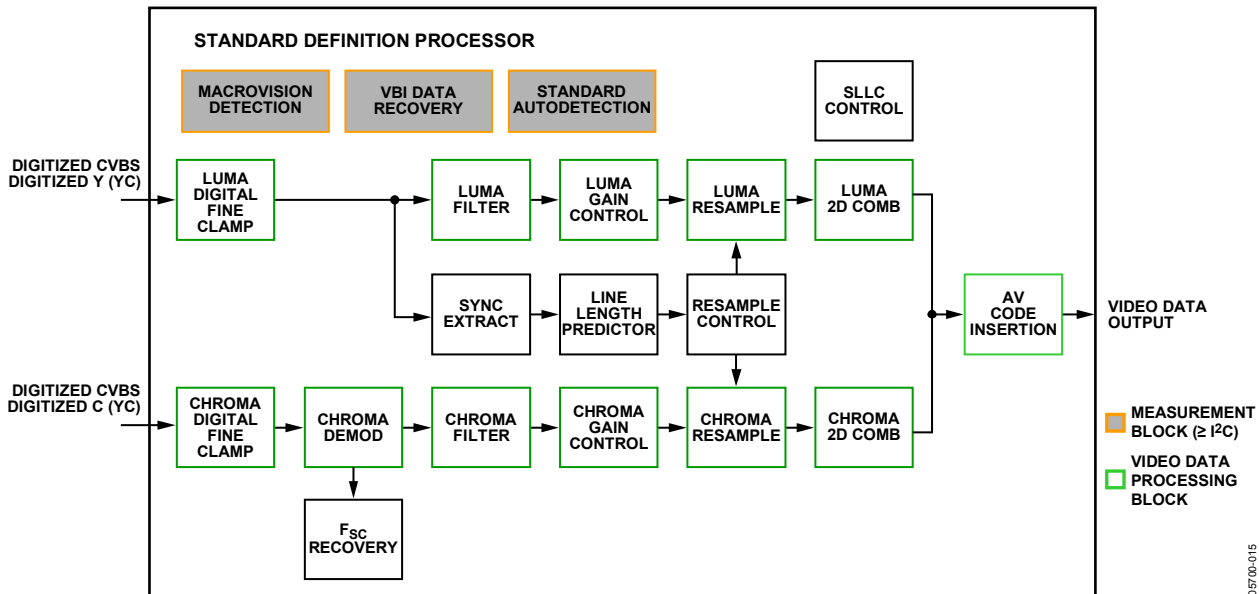 STANDARD DEFINITION PROCESSOR
MACROVISION
DETECTION
VBI DATA
RECOVERY
STANDARD
AUTODETECTION
SLLC
CONTROL
DIGITIZED CVBS
DIGITIZED Y (YC)
LUMA
DIGITAL
FINE
CLAMP
LUMA
FILTER
LUMA
GAIN
CONTROL
LUMA
RESAMPLE
LUMA
2D COMB
SYNC
EXTRACT
LINE
LENGTH
PREDICTOR
RESAMPLE
CONTROL
AV
CODE
INSERTION
VIDEO DATA
OUTPUT
DIGITIZED CVBS
DIGITIZED C (YC)
CHROMA
DIGITAL
FINE
CLAMP
CHROMA
DEMOD
CHROMA
FILTER
CHROMA
GAIN
CONTROL
CHROMA
RESAMPLE
CHROMA
2D COMB
FSC
RECOVERY
MEASUREMENT
BLOCK (≥ I²C)
VIDEO DATA
PROCESSING
BLOCK
05700-015